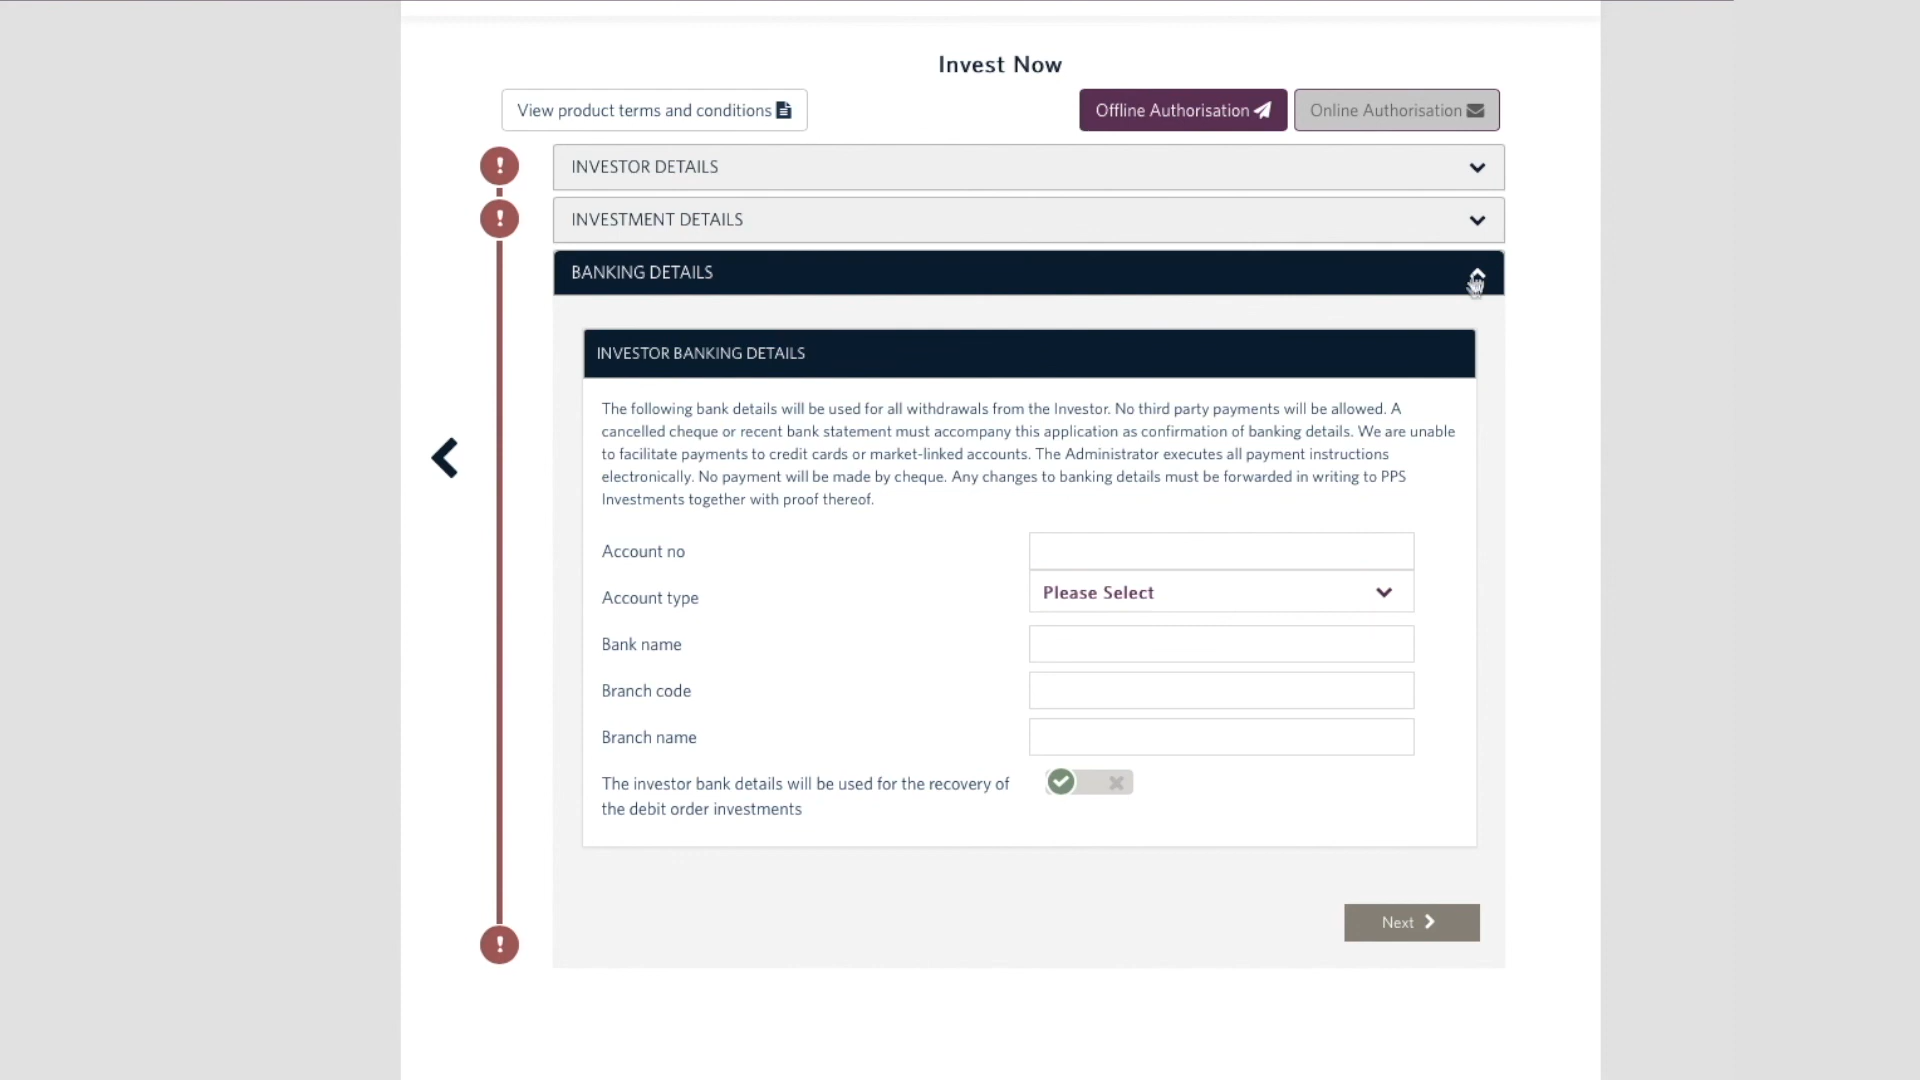 Invest Now
View product terms and conditions
Offline Authorisation
Online Authorisation
INVESTOR DETAILS
INVESTMENT DETAILS
BANKING DETAILS
INVESTOR BANKING DETAILS
The following bank details will be used for all withdrawals from the Investor. No third party payments will be allowed. A
cancelled cheque or recent bank statement must accompany this application as confirmation of banking details. We are unable
to facilitate payments to credit cards or market-linked accounts. The Administrator executes all payment instructions
electronically. No payment will be made by cheque. Any changes to banking details must be forwarded in writing to PPS
Investments together with proof thereof.
Account no
Account type
Please Select
Bank name
Branch code
Branch name
The investor bank details will be used for the recovery of
the debit order investments
Next